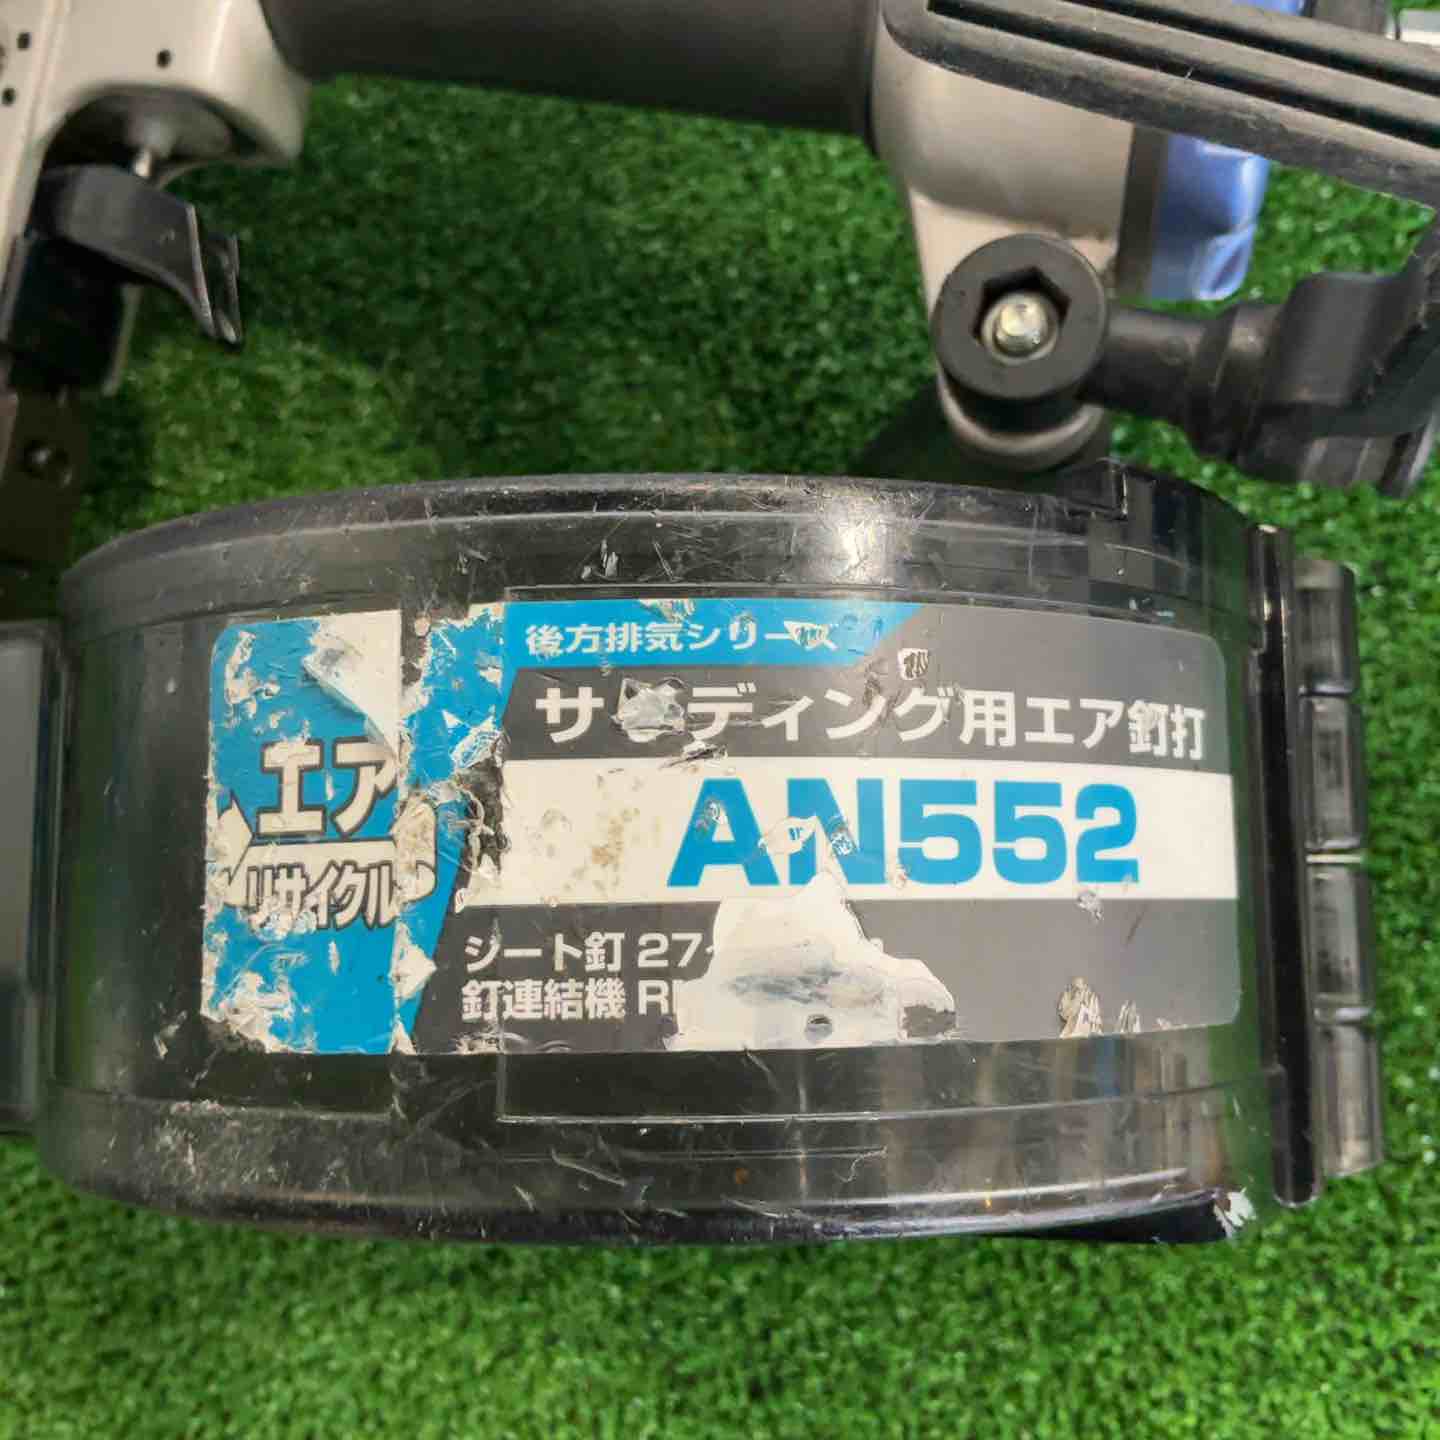 後方排気シリーズ
サイディング用エア釘打
AN552
エア
リサイクル
シート釘 27
釘連結機